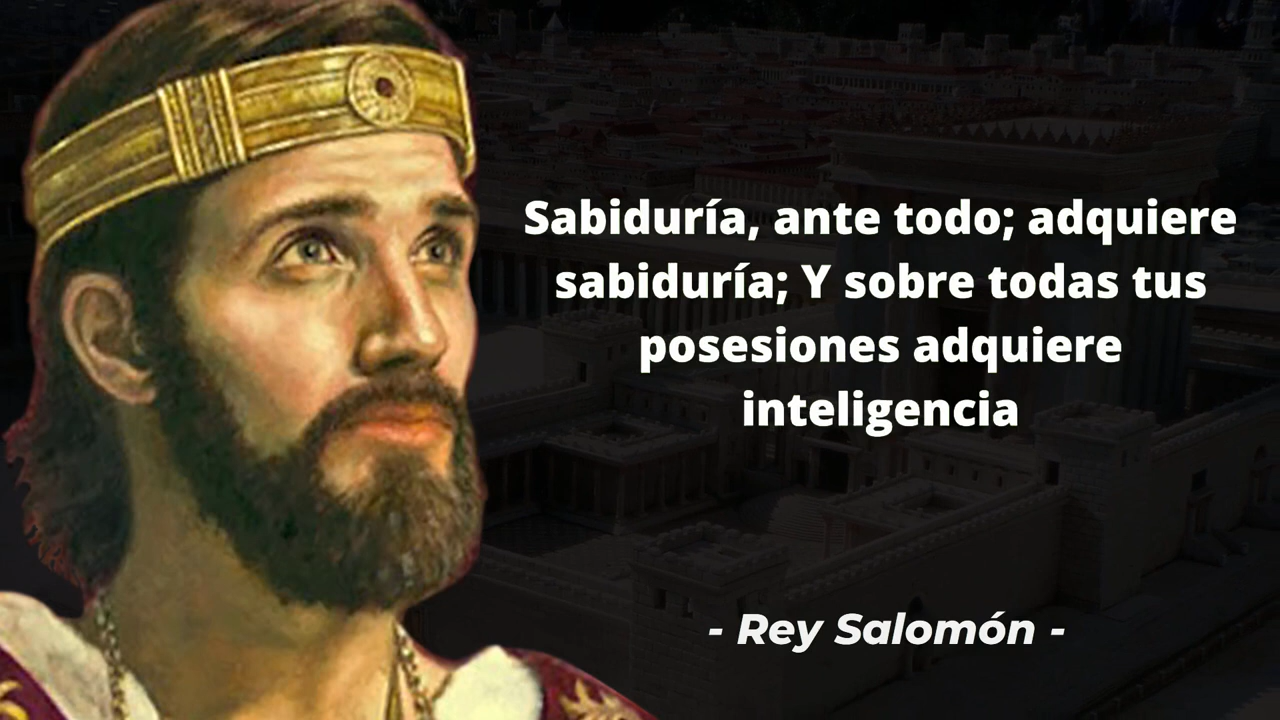 Sabiduría, ante todo; adquiere
sabiduría; Y sobre todas tus
posesiones adquiere
inteligencia
- Rey Salomón -